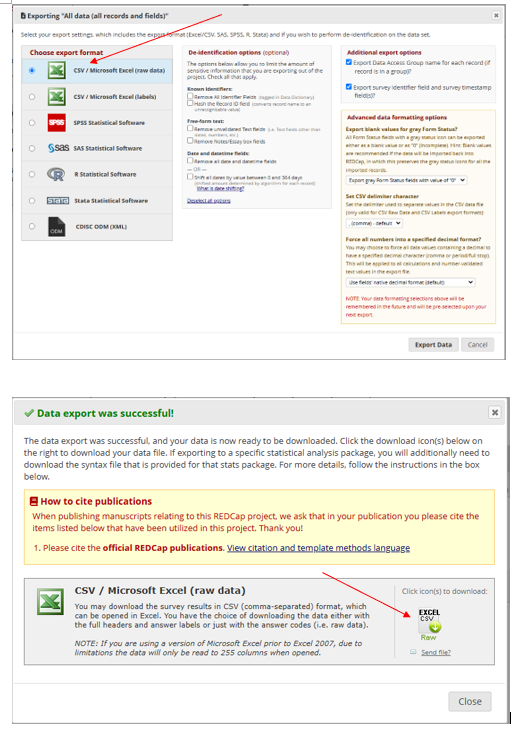 Exporting "All data (all records and fields)"
Select your export settings, which includes the export format (Excel/CSV, SAS, SPSS, R, Stata) and if you wish to perform de-identification on the data set.
Choose export format
CSV / Microsoft Excel (raw data)
CSV / Microsoft Excel (labels)
SPSS
SPSS Statistical Software
sas
SAS Statistical Software
R
R Statistical Software
STATA
Stata Statistical Software
ODM
CDISC ODM (XML)
De-identification options (optional)
The options below allow you to limit the amount of
sensitive information that you are exporting out of the
project. Check all that apply.
Known Identifiers:
Remove All Identifier Fields (tagged in Data Dictionary)
Hash the Record ID field (converts record name to an
unrecognizable value)
Free-form text:
Remove unvalidated Text fields (i.e. Text fields other than
dates, numbers, etc.)
Remove Notes/Essay box fields
Date and datetime fields:
Remove all date and datetime fields
— OR —
Shift all dates by value between 0 and 364 days
(shifted amount determined by algorithm for each record)
What is date shifting?
Deselect all options
Additional export options
Export Data Access Group name for each record (if
record is in a group)?
Export survey identifier field and survey timestamp
field(s)?
Advanced data formatting options
Export blank values for gray Form Status?
All Form Status fields with a gray status icon can be exported
either as a blank value or as "0" (Incomplete). Hint: Blank values
are recommended if the data will be imported back into
REDCap, in which this preserves the gray status icons for all the
imported records.
Export gray Form Status fields with value of "0"
Set CSV delimiter character
Set the delimiter used to separate values in the CSV data file
(only valid for CSV Raw Data and CSV Labels export formats):
, (comma) - default
Force all numbers into a specified decimal format?
You may choose to force all data values containing a decimal to
have a specified decimal character (comma or period/full stop).
This will be applied to all calculations and number validated
text values in the export file.
Use fields' native decimal format (default)
NOTE: Your data formatting selections above will be
remembered in the future and will be pre-selected upon your
next export.
Export Data
Cancel
Data export was successful!
The data export was successful, and your data is now ready to be downloaded. Click the download icon(s) below on
the right to download your data file. If exporting to a specific statistical analysis package, you will additionally need to
download the syntax file that is provided for that stats package. For more details, follow the instructions in the box
below.
How to cite publications
When publishing manuscripts relating to this REDCap project, we ask that in your publication you please cite the
items listed below that have been utilized in this project. Thank you!
1. Please cite the official REDCap publications. View citation and template methods language
CSV / Microsoft Excel (raw data)
You may download the survey results in CSV (comma-separated) format, which
can be opened in Excel. You have the choice of downloading the data either with
the full headers and answer labels or just with the answer codes (i.e. raw data).
NOTE: If you are using a version of Microsoft Excel prior to Excel 2007, due to
limitations the data will only be read to 255 columns when opened.
Click icon(s) to download:
EXCEL
CSV
Raw
Send file?
Close